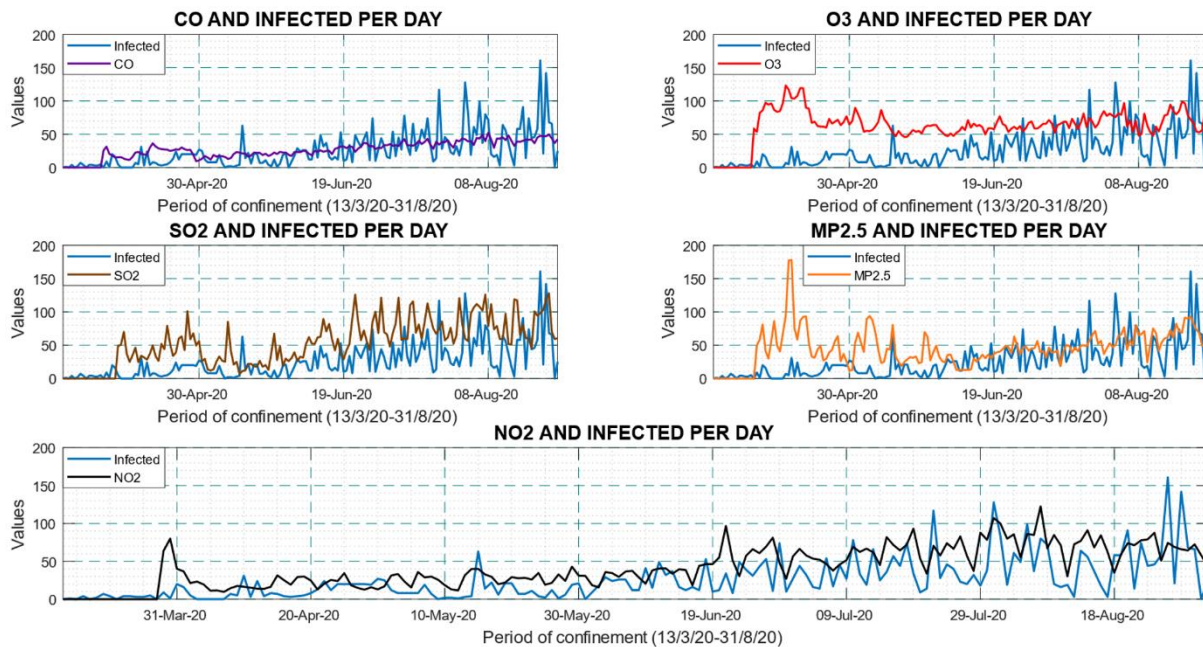 CO AND INFECTED PER DAY
200
150
100
50
0
Values
Infected
CO
30-Apr-20
19-Jun-20
08-Aug-20
Period of confinement (13/3/20-31/8/20)
O3 AND INFECTED PER DAY
200
150
100
50
0
Values
Infected
O3
30-Apr-20
19-Jun-20
08-Aug-20
Period of confinement (13/3/20-31/8/20)
SO2 AND INFECTED PER DAY
200
150
100
50
0
Values
Infected
SO2
30-Apr-20
19-Jun-20
08-Aug-20
Period of confinement (13/3/20-31/8/20)
MP2.5 AND INFECTED PER DAY
200
150
100
50
0
Values
Infected
MP2.5
30-Apr-20
19-Jun-20
08-Aug-20
Period of confinement (13/3/20-31/8/20)
NO2 AND INFECTED PER DAY
200
150
100
50
0
Values
Infected
NO2
31-Mar-20
20-Apr-20
10-May-20
30-May-20
19-Jun-20
09-Jul-20
29-Jul-20
18-Aug-20
Period of confinement (13/3/20-31/8/20)